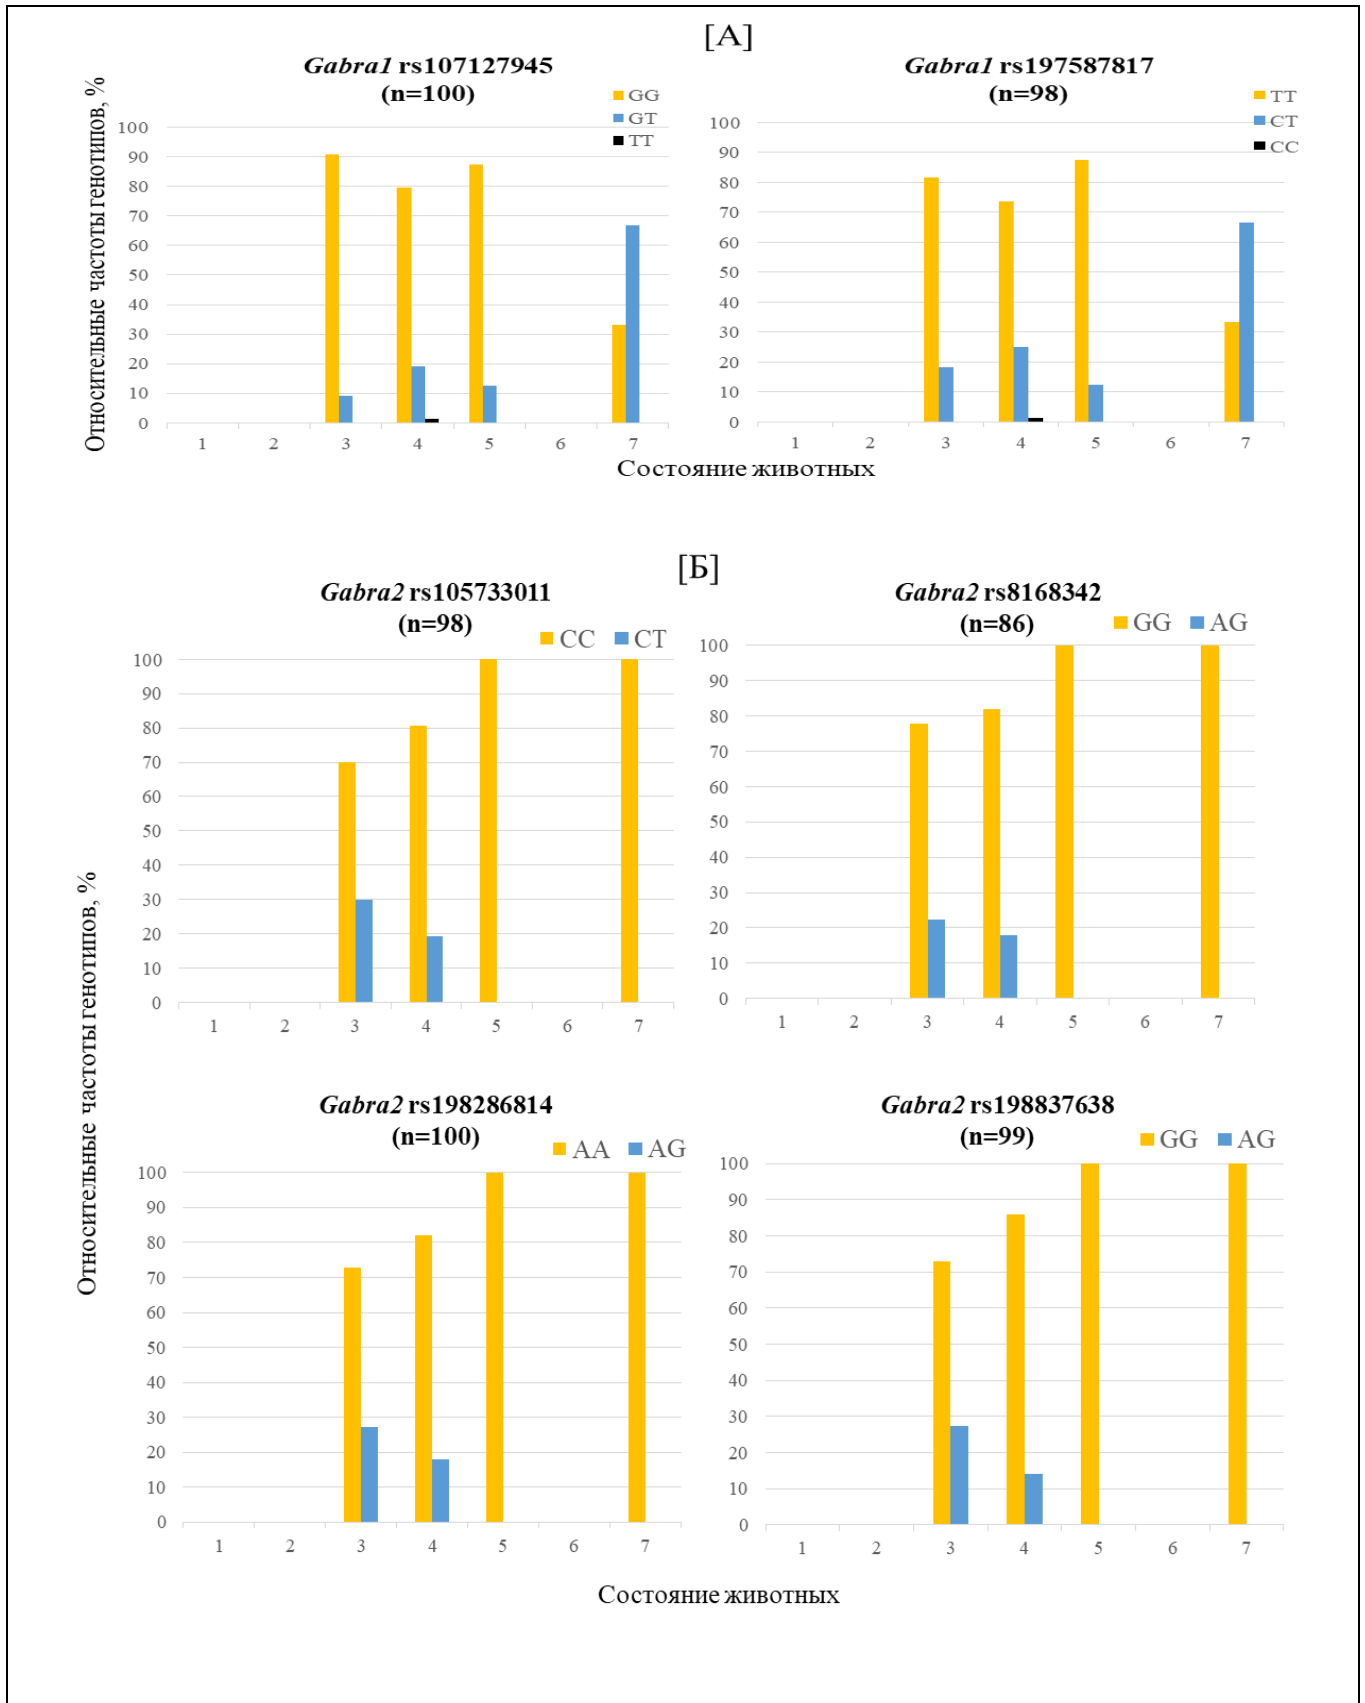 [А]
Gabra1 rs107127945
(n=100)
GG
GT
TT
Относительные частоты генотипов, %
100
90
80
70
60
50
40
30
20
10
0
1 2 3 4 5 6 7
Gabra1 rs197587817
(n=98)
TT
CT
CC
100
90
80
70
60
50
40
30
20
10
0
1 2 3 4 5 6 7
Состояние животных
[Б]
Gabra2 rs105733011
(n=98)
CC CT
100
90
80
70
60
50
40
30
20
10
0
1 2 3 4 5 6 7
Gabra2 rs8168342
(n=86)
GG AG
100
90
80
70
60
50
40
30
20
10
0
1 2 3 4 5 6 7
Относительные частоты генотипов, %
Gabra2 rs198286814
(n=100)
AA AG
100
90
80
70
60
50
40
30
20
10
0
1 2 3 4 5 6 7
Gabra2 rs198837638
(n=99)
GG AG
100
90
80
70
60
50
40
30
20
10
0
1 2 3 4 5 6 7
Состояние животных